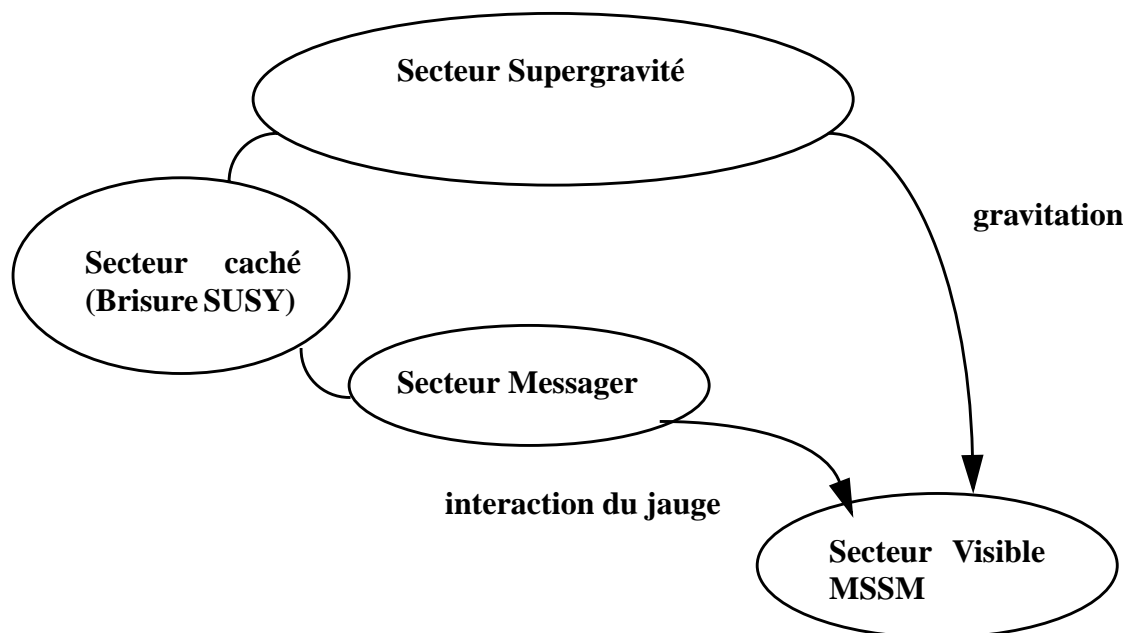 Secteur Supergravité
gravitation
Secteur caché
(Brisure SUSY)
Secteur Messager
interaction du jauge
Secteur Visible
MSSM